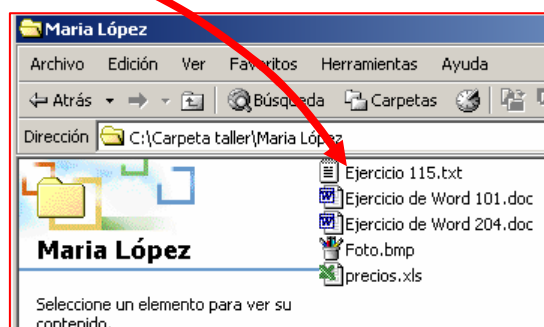 Maria López
Archivo Edición Ver Favoritos Herramientas Ayuda
Atrás Búsqueda Carpetas
Dirección C:\Carpeta taller\Maria López
Ejercicio 115.txt
Ejercicio de Word 101.doc
Ejercicio de Word 204.doc
Foto.bmp
precios.xls
Maria López
Seleccione un elemento para ver su
contenido.